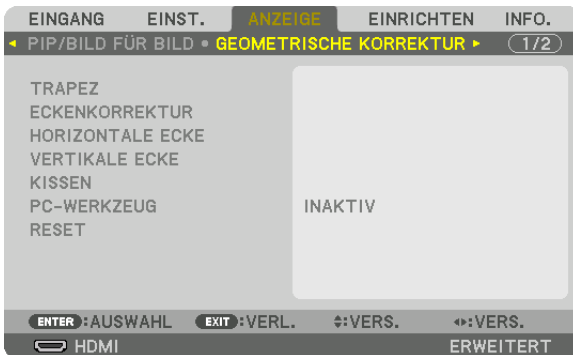 EINGANG EINST. ANZEIGE EINRICHTEN INFO.
PIP/BILD FÜR BILD • GEOMETRISCHE KORREKTUR 1/2
TRAPEZ
ECKENKORREKTUR
HORIZONTALE ECKE
VERTIKALE ECKE
KISSEN
PC-WERKZEUG INAKTIV
RESET
ENTER :AUSWAHL EXIT :VERL. :VERS. :VERS.
HDMI ERWEITERT